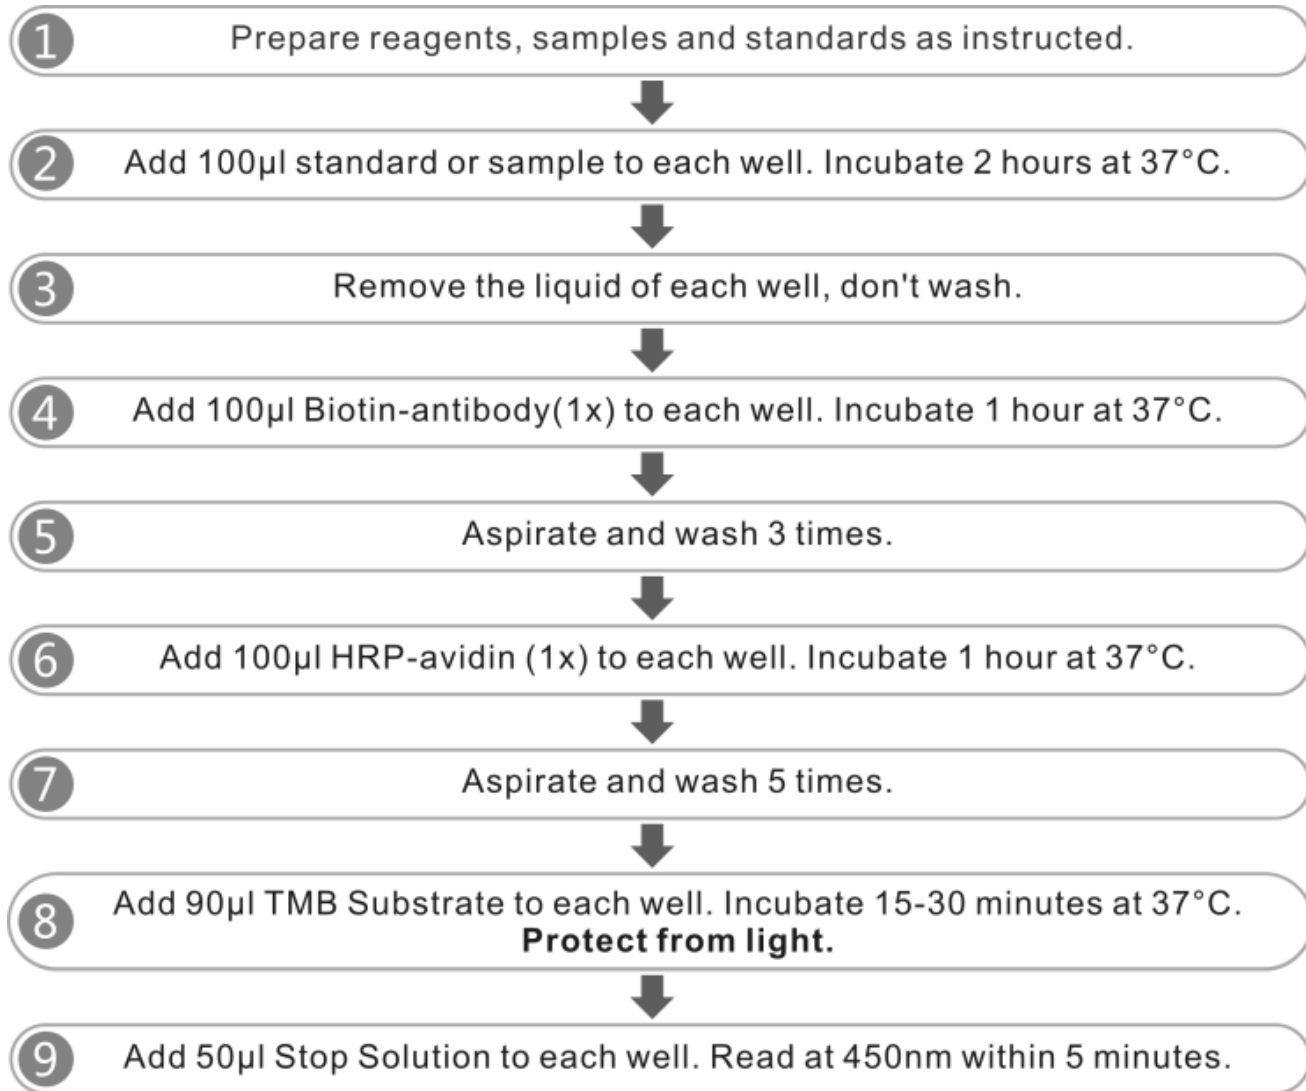 1 Prepare reagents, samples and standards as instructed.
2 Add 100µl standard or sample to each well. Incubate 2 hours at 37°C.
3 Remove the liquid of each well, don't wash.
4 Add 100µl Biotin-antibody(1x) to each well. Incubate 1 hour at 37°C.
5 Aspirate and wash 3 times.
6 Add 100µl HRP-avidin (1x) to each well. Incubate 1 hour at 37°C.
7 Aspirate and wash 5 times.
8 Add 90µl TMB Substrate to each well. Incubate 15-30 minutes at 37°C.
Protect from light.
9 Add 50µl Stop Solution to each well. Read at 450nm within 5 minutes.